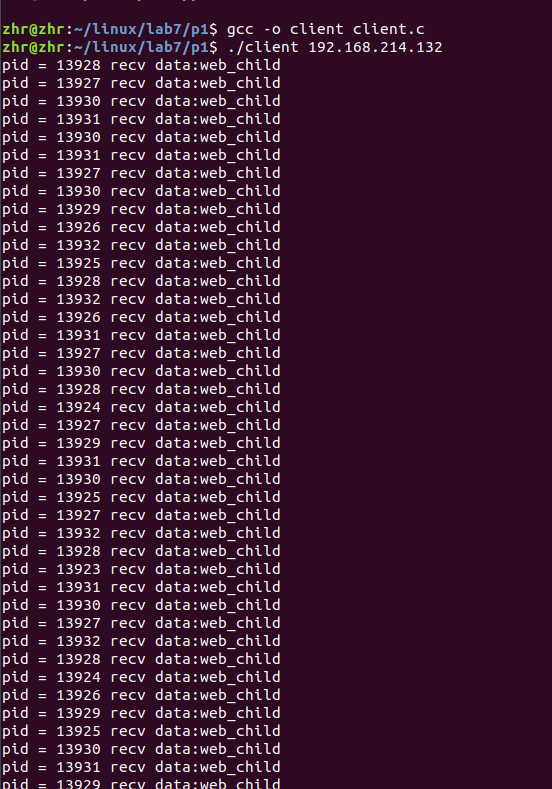 zhr@zhr:~/linux/lab7/p1$ gcc -o client client.c
zhr@zhr:~/linux/lab7/p1$ ./client 192.168.214.132
pid = 13928 recv data:web_child
pid = 13927 recv data:web_child
pid = 13930 recv data:web_child
pid = 13931 recv data:web_child
pid = 13930 recv data:web_child
pid = 13931 recv data:web_child
pid = 13927 recv data:web_child
pid = 13930 recv data:web_child
pid = 13929 recv data:web_child
pid = 13926 recv data:web_child
pid = 13932 recv data:web_child
pid = 13925 recv data:web_child
pid = 13928 recv data:web_child
pid = 13932 recv data:web_child
pid = 13926 recv data:web_child
pid = 13931 recv data:web_child
pid = 13927 recv data:web_child
pid = 13930 recv data:web_child
pid = 13928 recv data:web_child
pid = 13924 recv data:web_child
pid = 13927 recv data:web_child
pid = 13929 recv data:web_child
pid = 13931 recv data:web_child
pid = 13930 recv data:web_child
pid = 13925 recv data:web_child
pid = 13927 recv data:web_child
pid = 13932 recv data:web_child
pid = 13928 recv data:web_child
pid = 13923 recv data:web_child
pid = 13931 recv data:web_child
pid = 13930 recv data:web_child
pid = 13927 recv data:web_child
pid = 13932 recv data:web_child
pid = 13928 recv data:web_child
pid = 13924 recv data:web_child
pid = 13926 recv data:web_child
pid = 13929 recv data:web_child
pid = 13925 recv data:web_child
pid = 13930 recv data:web_child
pid = 13931 recv data:web_child
pid = 13929 recv data:web_child